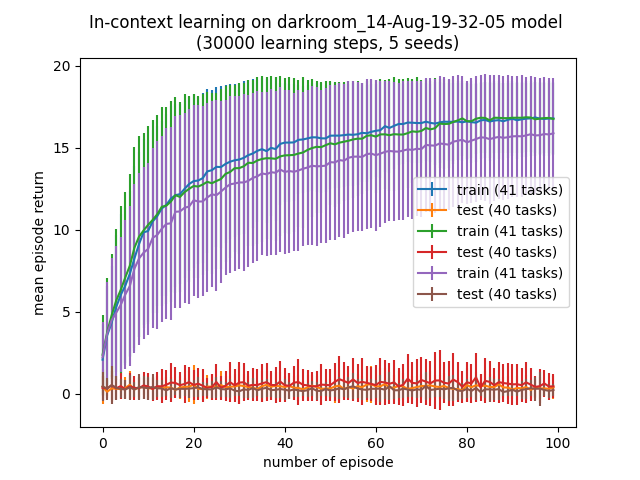 In-context learning on darkroom_14-Aug-19-32-05 model
(30000 learning steps, 5 seeds)
mean episode return
20
15
10
5
0
train (41 tasks)
test (40 tasks)
train (41 tasks)
test (40 tasks)
train (41 tasks)
test (40 tasks)
0 20 40 60 80 100
number of episode